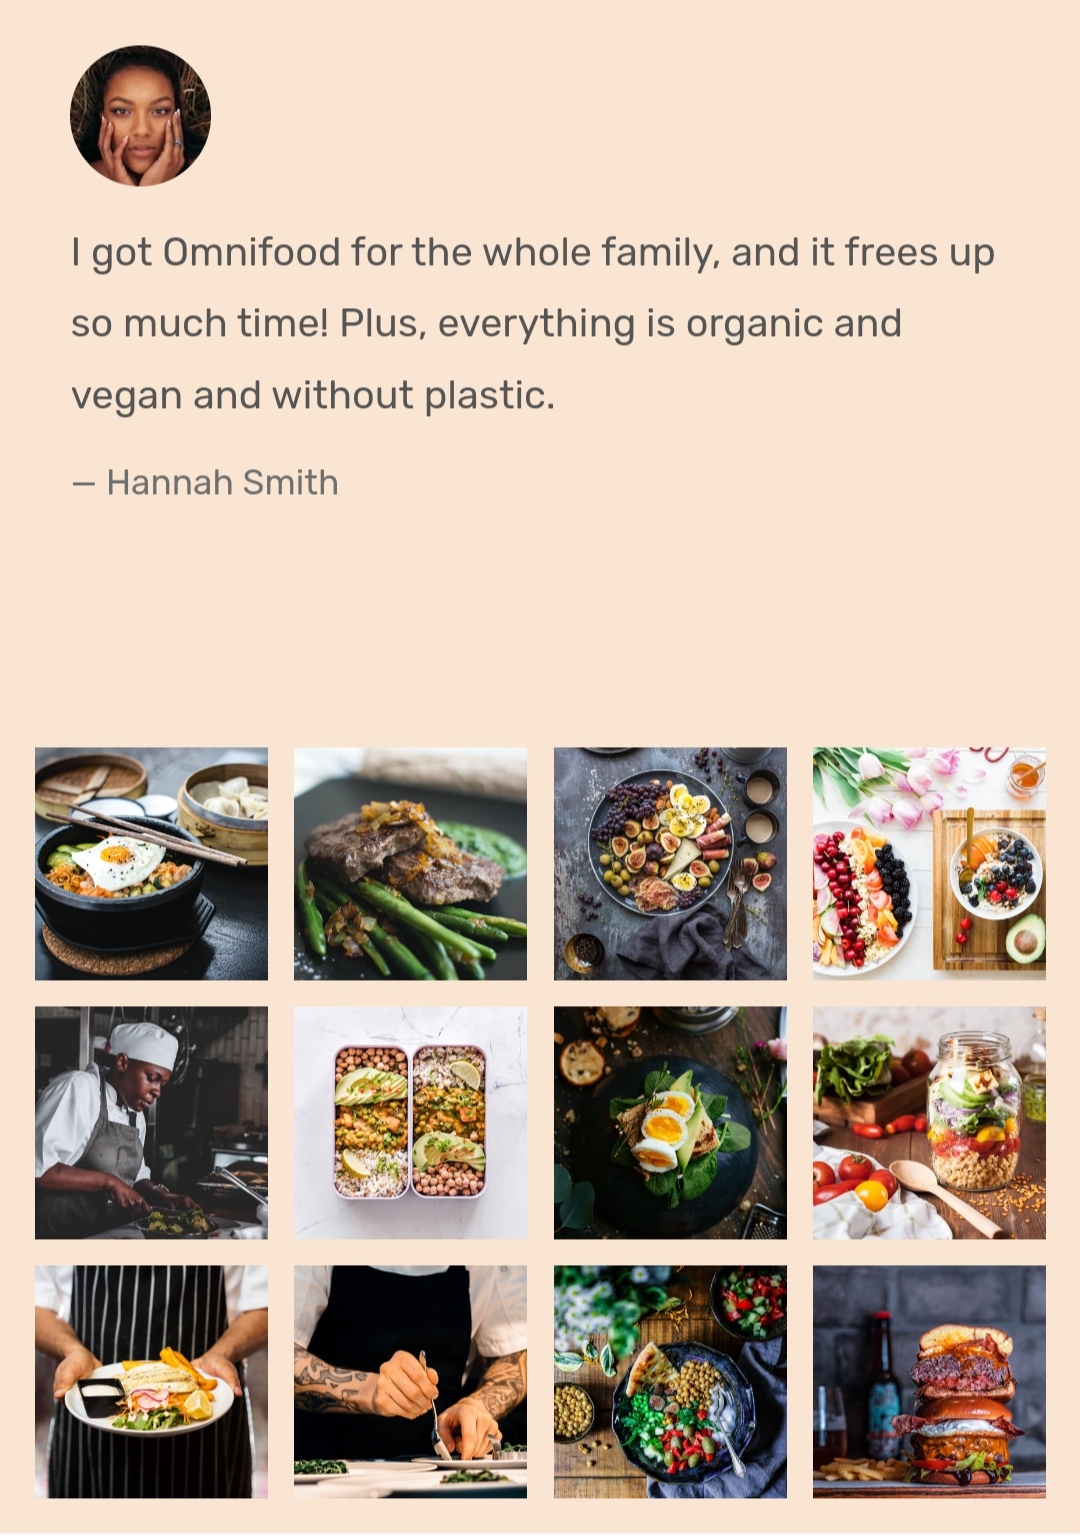 I got Omnifood for the whole family, and it frees up
so much time! Plus, everything is organic and
vegan and without plastic.
— Hannah Smith